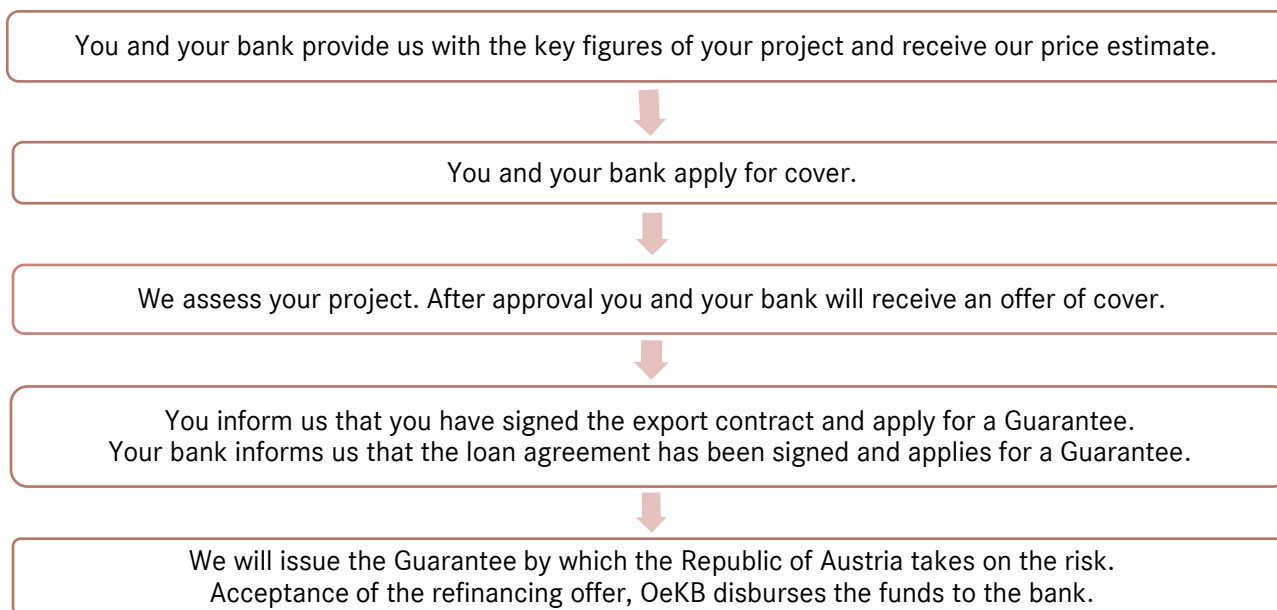 You and your bank provide us with the key figures of your project and receive our price estimate.
You and your bank apply for cover.
We assess your project. After approval you and your bank will receive an offer of cover.
You inform us that you have signed the export contract and apply for a Guarantee.
Your bank informs us that the loan agreement has been signed and applies for a Guarantee.
We will issue the Guarantee by which the Republic of Austria takes on the risk.
Acceptance of the refinancing offer, OeKB disburses the funds to the bank.